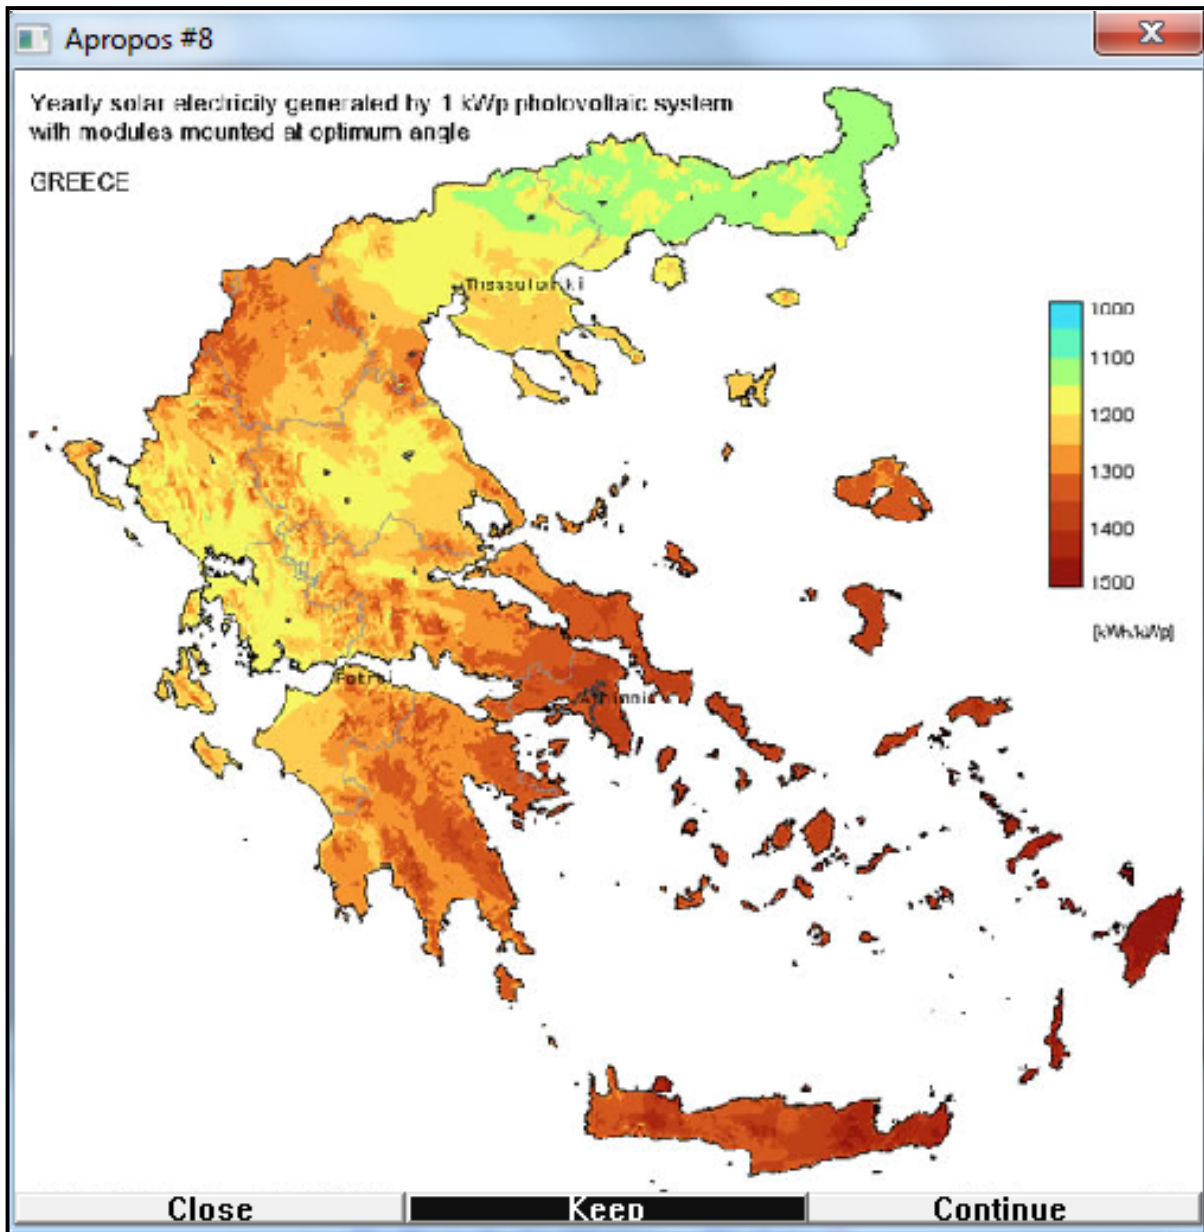 Apropos #8
Yearly solar electricity generated by 1 kWp photovoltaic system
with modules mounted at optimum angle
GREECE
1000
1100
1200
1300
1400
1500
[kWh/kWp]
Close
Keep
Continue